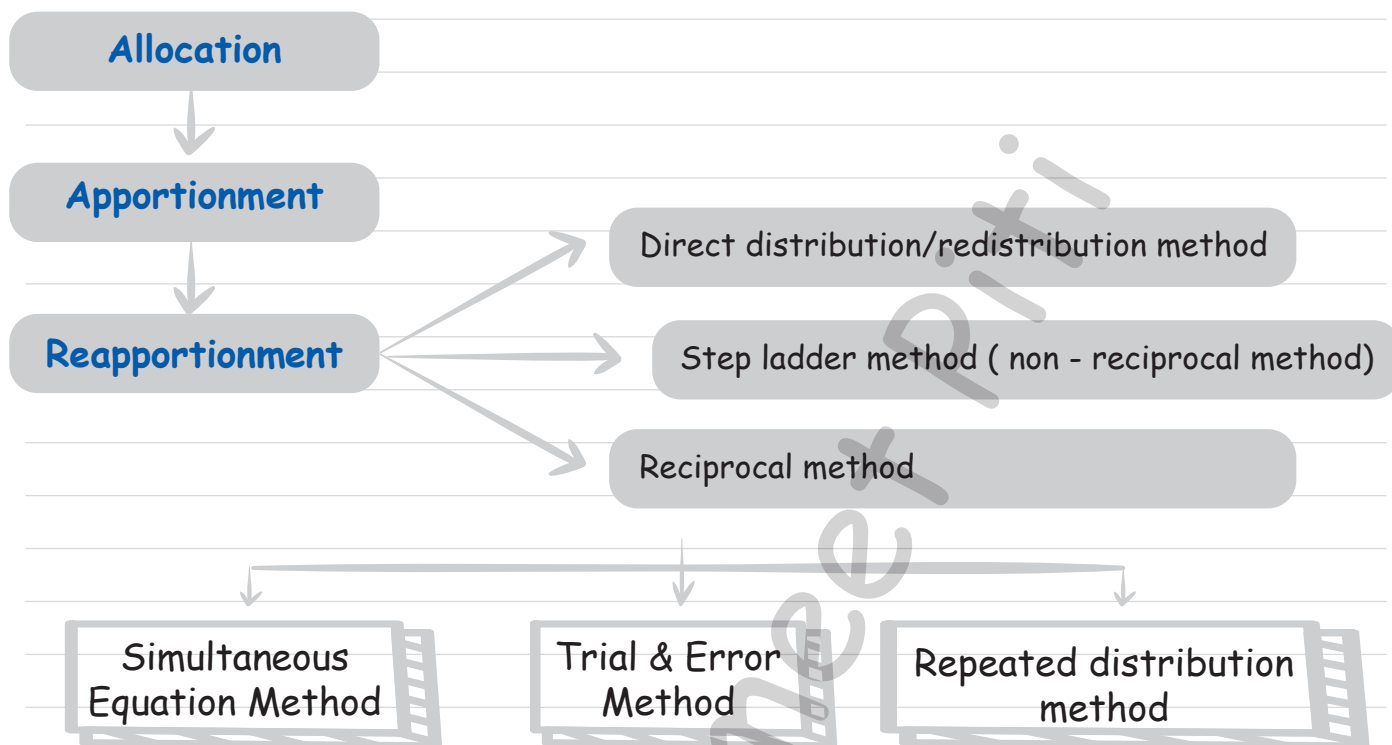 Allocation
Apportionment
Direct distribution/redistribution method
Reapportionment
Step ladder method ( non - reciprocal method)
Reciprocal method
Simultaneous
Equation Method
Trial & Error
Method
Repeated distribution
method